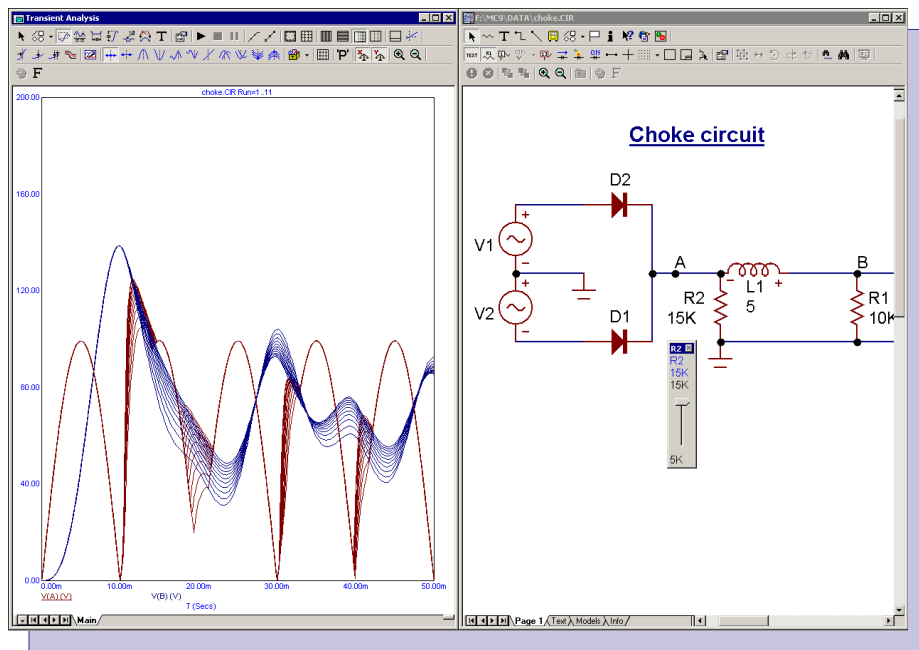 Transient Analysis
F
choke.CIR Run=1..11
200.00
160.00
120.00
80.00
40.00
0.00
0.00m 10.00m 20.00m 30.00m 40.00m 50.00m
V(A) (V) V(B) (V)
T (Secs)
Main
F:\MC9\DATA\choke.CIR
F
Choke circuit
D2
V1
A
B
L1
5
R2
15K
R1
10K
V2
D1
R2
R2
15K
15K
5K
Page 1 Text Models Info